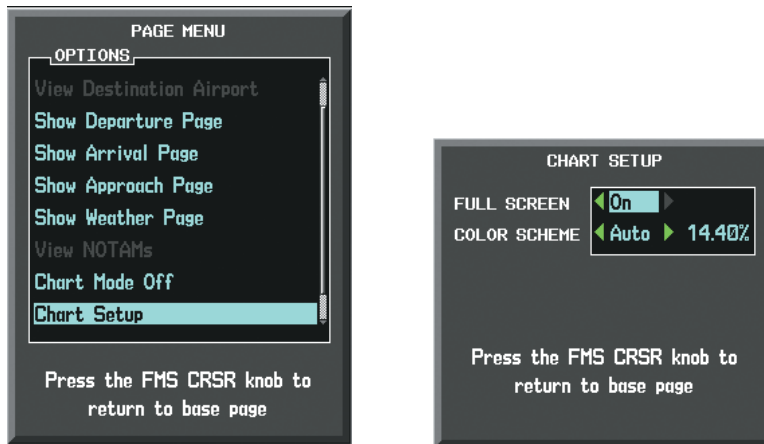 PAGE MENU
OPTIONS
View Destination Airport
Show Departure Page
Show Arrival Page
Show Approach Page
Show Weather Page
View NOTAMs
Chart Mode Off
Chart Setup
Press the FMS CRSR knob to
return to base page
CHART SETUP
FULL SCREEN On
COLOR SCHEME Auto 14.40%
Press the FMS CRSR knob to
return to base page